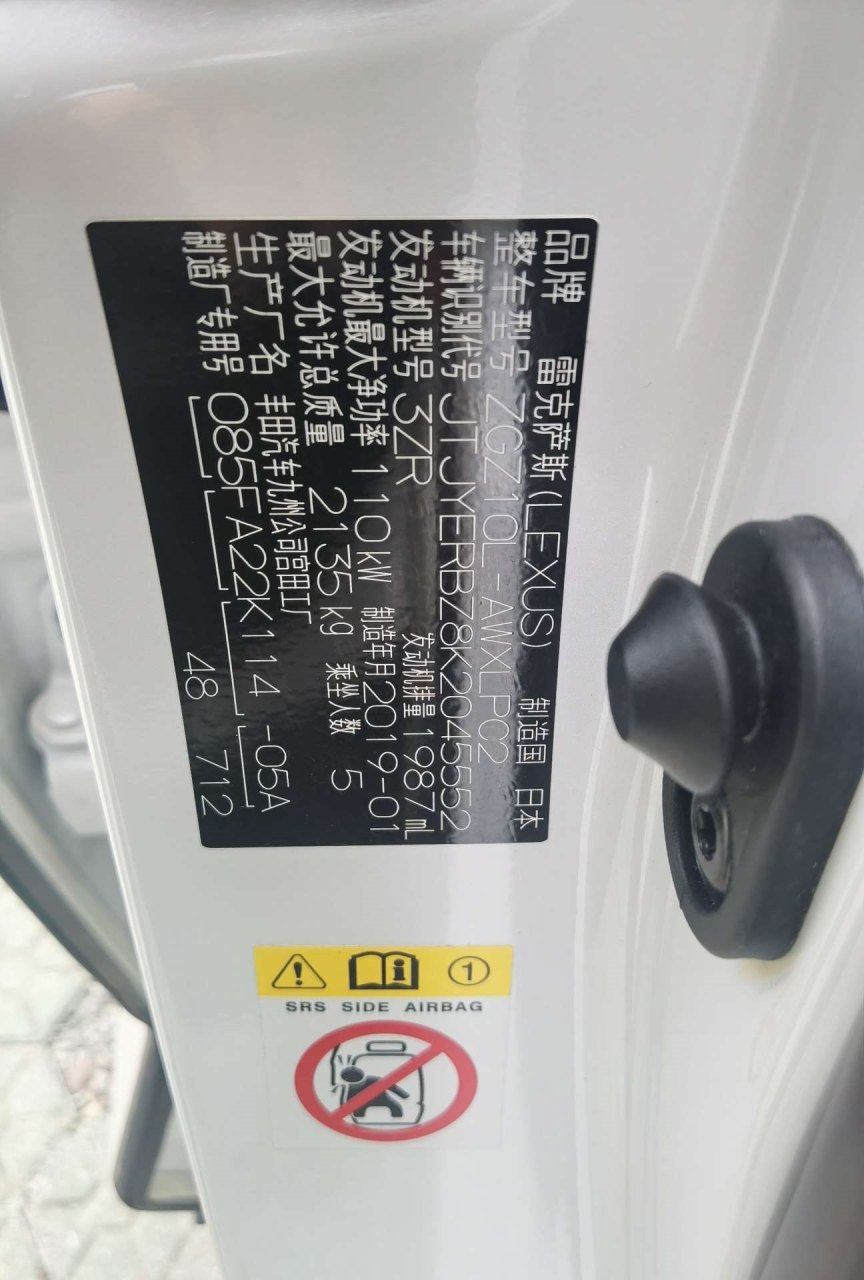 品牌 雷克萨斯(LEXUS) 制造国 日本
整车型号 ZGZ10L-AWXLPC2
车辆识别代号 JTJYERBZ8K2045552
发动机型号 3ZR 发动机排量 1987mL
发动机最大净功率 110kW 制造年月 2019-01
最大允许总质量 2135kg 乘坐人数 5
生产厂名 丰田汽车九州公司宫田工厂
制造厂专用号 085F A22K114 -05A
48 712
1
SRS SIDE AIRBAG